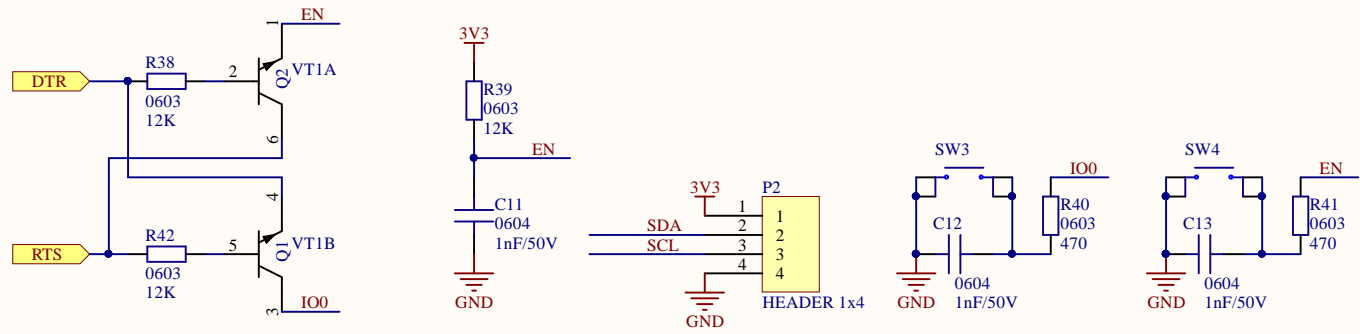 EN
1
DTR
R38
2
Q2
VT1A
0603
12K
6
4
RTS
R42
5
Q1
VT1B
0603
12K
3
IO0
3V3
R39
0603
12K
EN
C11
0604
1nF/50V
GND
P2
3V3
1
1
SDA
2
2
SCL
3
3
4
4
GND
HEADER 1x4
SW3
IO0
R40
0603
470
C12
GND
0604
1nF/50V
SW4
EN
R41
0603
470
C13
GND
0604
1nF/50V